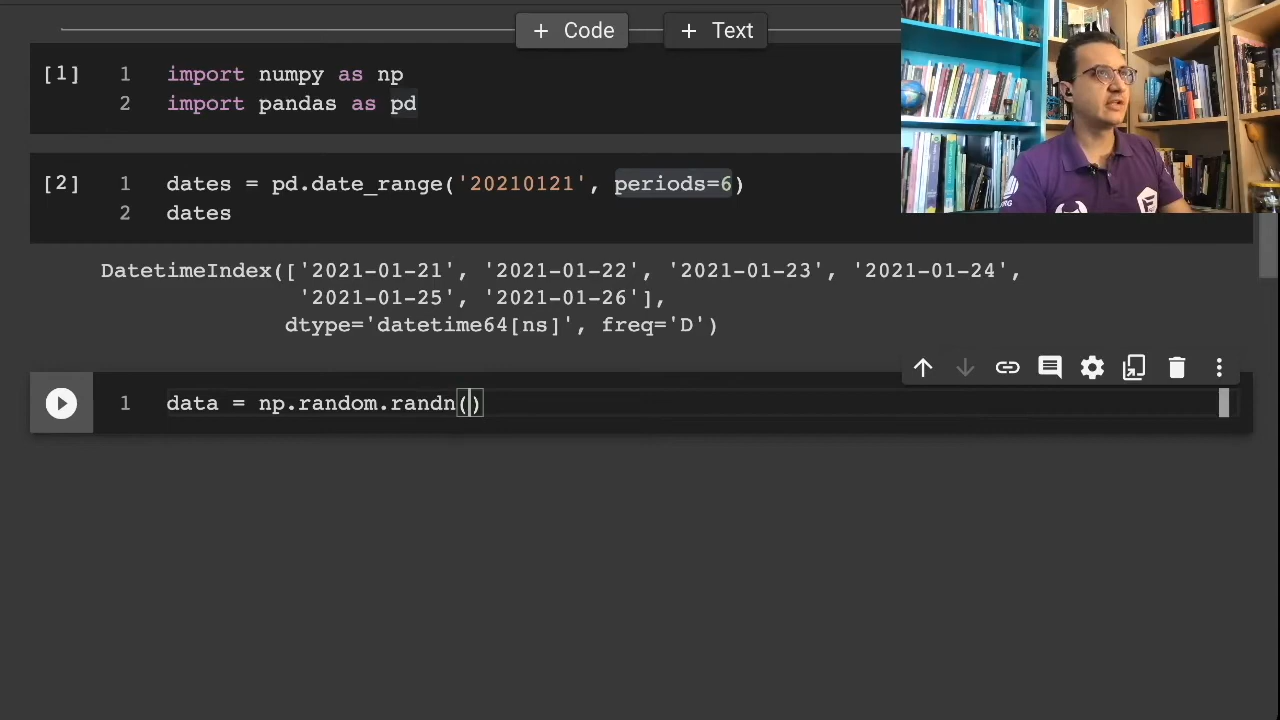 + Code
+ Text
[1]
1 import numpy as np
2 import pandas as pd
[2]
1 dates = pd.date_range('20210121', periods=6)
2 dates
DatetimeIndex(['2021-01-21', '2021-01-22', '2021-01-23', '2021-01-24',
'2021-01-25', '2021-01-26'],
dtype='datetime64[ns]', freq='D')
1 data = np.random.randn()